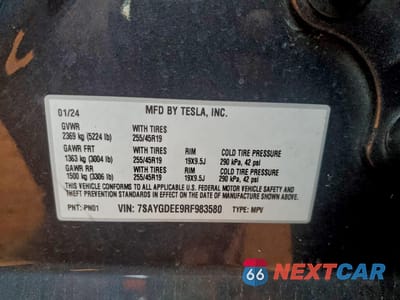 01/24 MFD BY TESLA, INC.
GVWR WITH TIRES
2369 kg (5224 lb) 255/45R19
GAWR FRT WITH TIRES RIM COLD TIRE PRESSURE
1363 kg (3004 lb) 255/45R19 19X9.5J 290 kPa, 42 psi
GAWR RR WITH TIRES RIM COLD TIRE PRESSURE
1500 kg (3306 lb) 255/45R19 19X9.5J 290 kPa, 42 psi
THIS VEHICLE CONFORMS TO ALL APPLICABLE U.S. FEDERAL MOTOR VEHICLE SAFETY AND
THEFT PREVENTION STANDARDS IN EFFECT ON THE DATE OF MANUFACTURE SHOWN ABOVE.
PNT: PN01 VIN: 7SAYGDEE9RF983580 TYPE: MPV
66 NEXTCAR